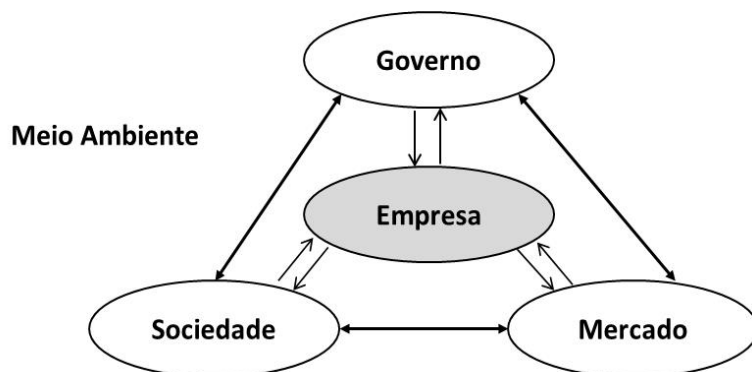 Governo
Meio Ambiente
Empresa
Sociedade
Mercado